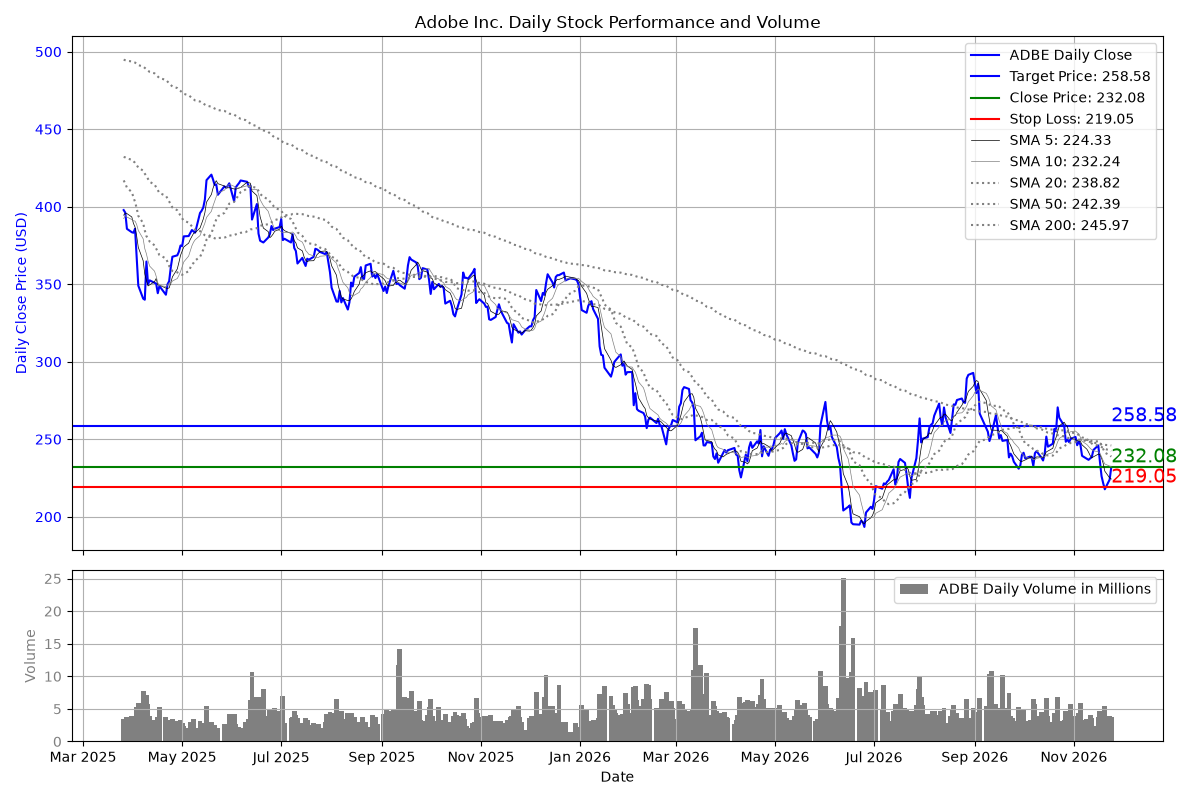 Adobe Inc. Daily Stock Performance and Volume
500
450
400
350
300
250
200
Daily Close Price (USD)
ADBE Daily Close
Target Price: 258.58
Close Price: 232.08
Stop Loss: 219.05
SMA 5: 224.33
SMA 10: 232.24
SMA 20: 238.82
SMA 50: 242.39
SMA 200: 245.97
258.58
232.08
219.05
25
20
15
10
5
0
Volume
ADBE Daily Volume in Millions
Mar 2025 May 2025 Jul 2025 Sep 2025 Nov 2025 Jan 2026 Mar 2026 May 2026 Jul 2026 Sep 2026 Nov 2026
Date